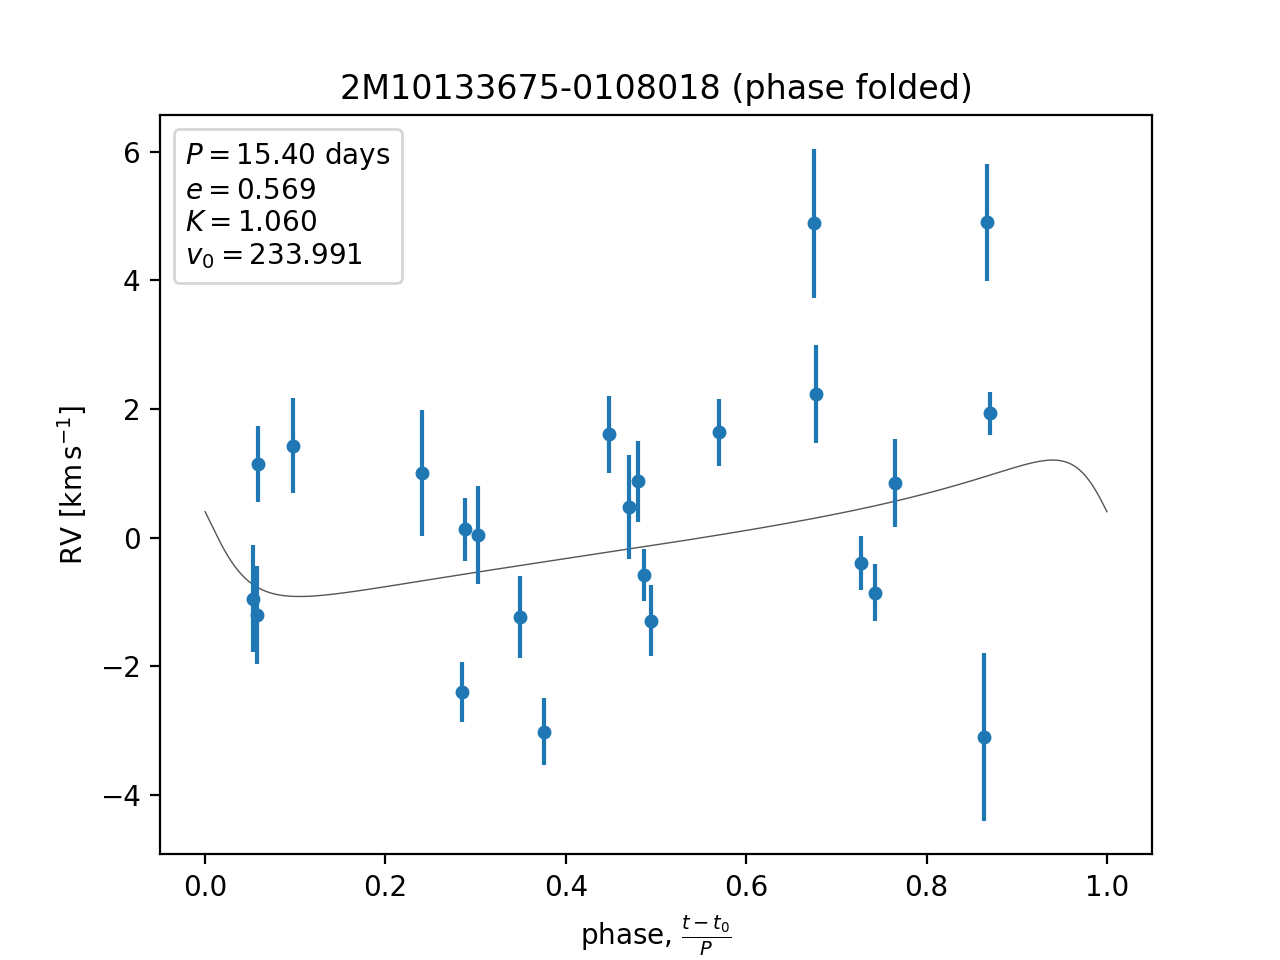 2M10133675-0108018 (phase folded)
P = 15.40 days
e = 0.569
K = 1.060
v₀ = 233.991
6
4
2
0
−2
−4
RV [km s⁻¹]
0.0 0.2 0.4 0.6 0.8 1.0
phase, (t − t₀)/P